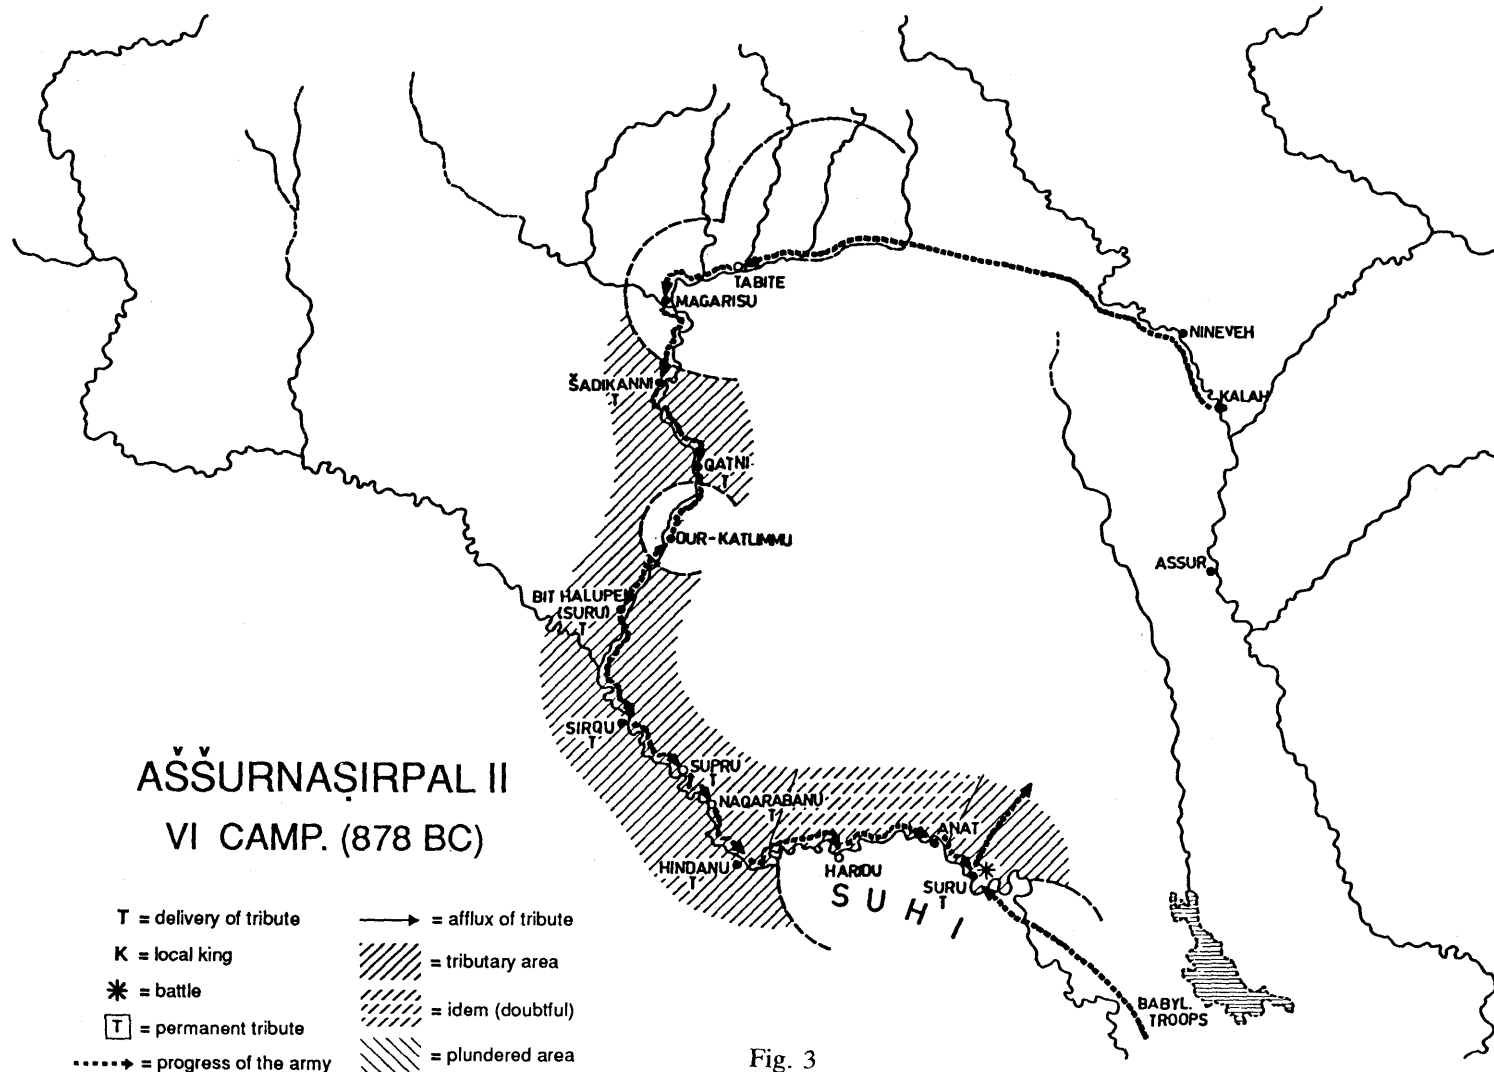 TABITE
MAGARISU
NINEVEH
ŠADIKANNI
T
KALAH
QATNI
T
DUR-KATLIMMU
ASSUR
BIT HALUPE
(SURU)
T
SIRQU
T
SUPRU
T
NAQARABANU
T
ANAT
HINDANU
T
HARIDU
SURU
T
SUHI
BABYL.
TROOPS
AŠŠURNAṢIRPAL II
VI CAMP. (878 BC)
T = delivery of tribute
K = local king
= battle
T = permanent tribute
= progress of the army
= afflux of tribute
= tributary area
= idem (doubtful)
= plundered area
Fig. 3